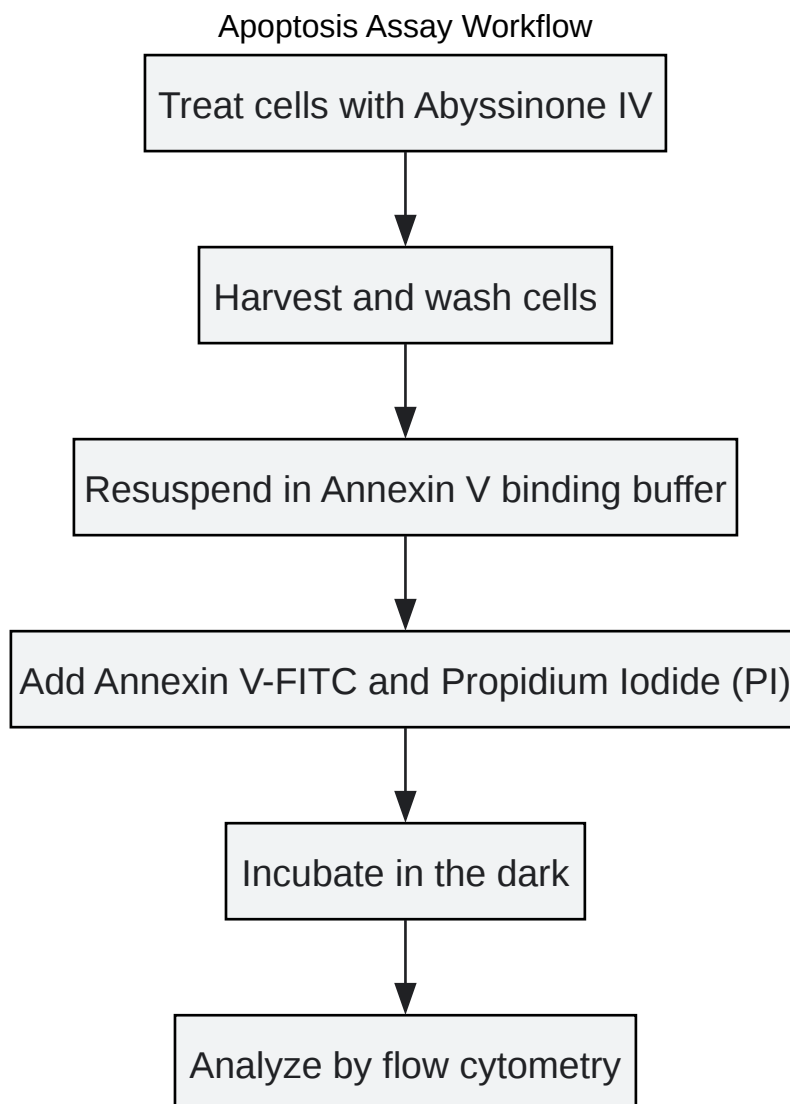 Apoptosis Assay Workflow
Treat cells with Abyssinone IV
Harvest and wash cells
Resuspend in Annexin V binding buffer
Add Annexin V-FITC and Propidium Iodide (PI)
Incubate in the dark
Analyze by flow cytometry